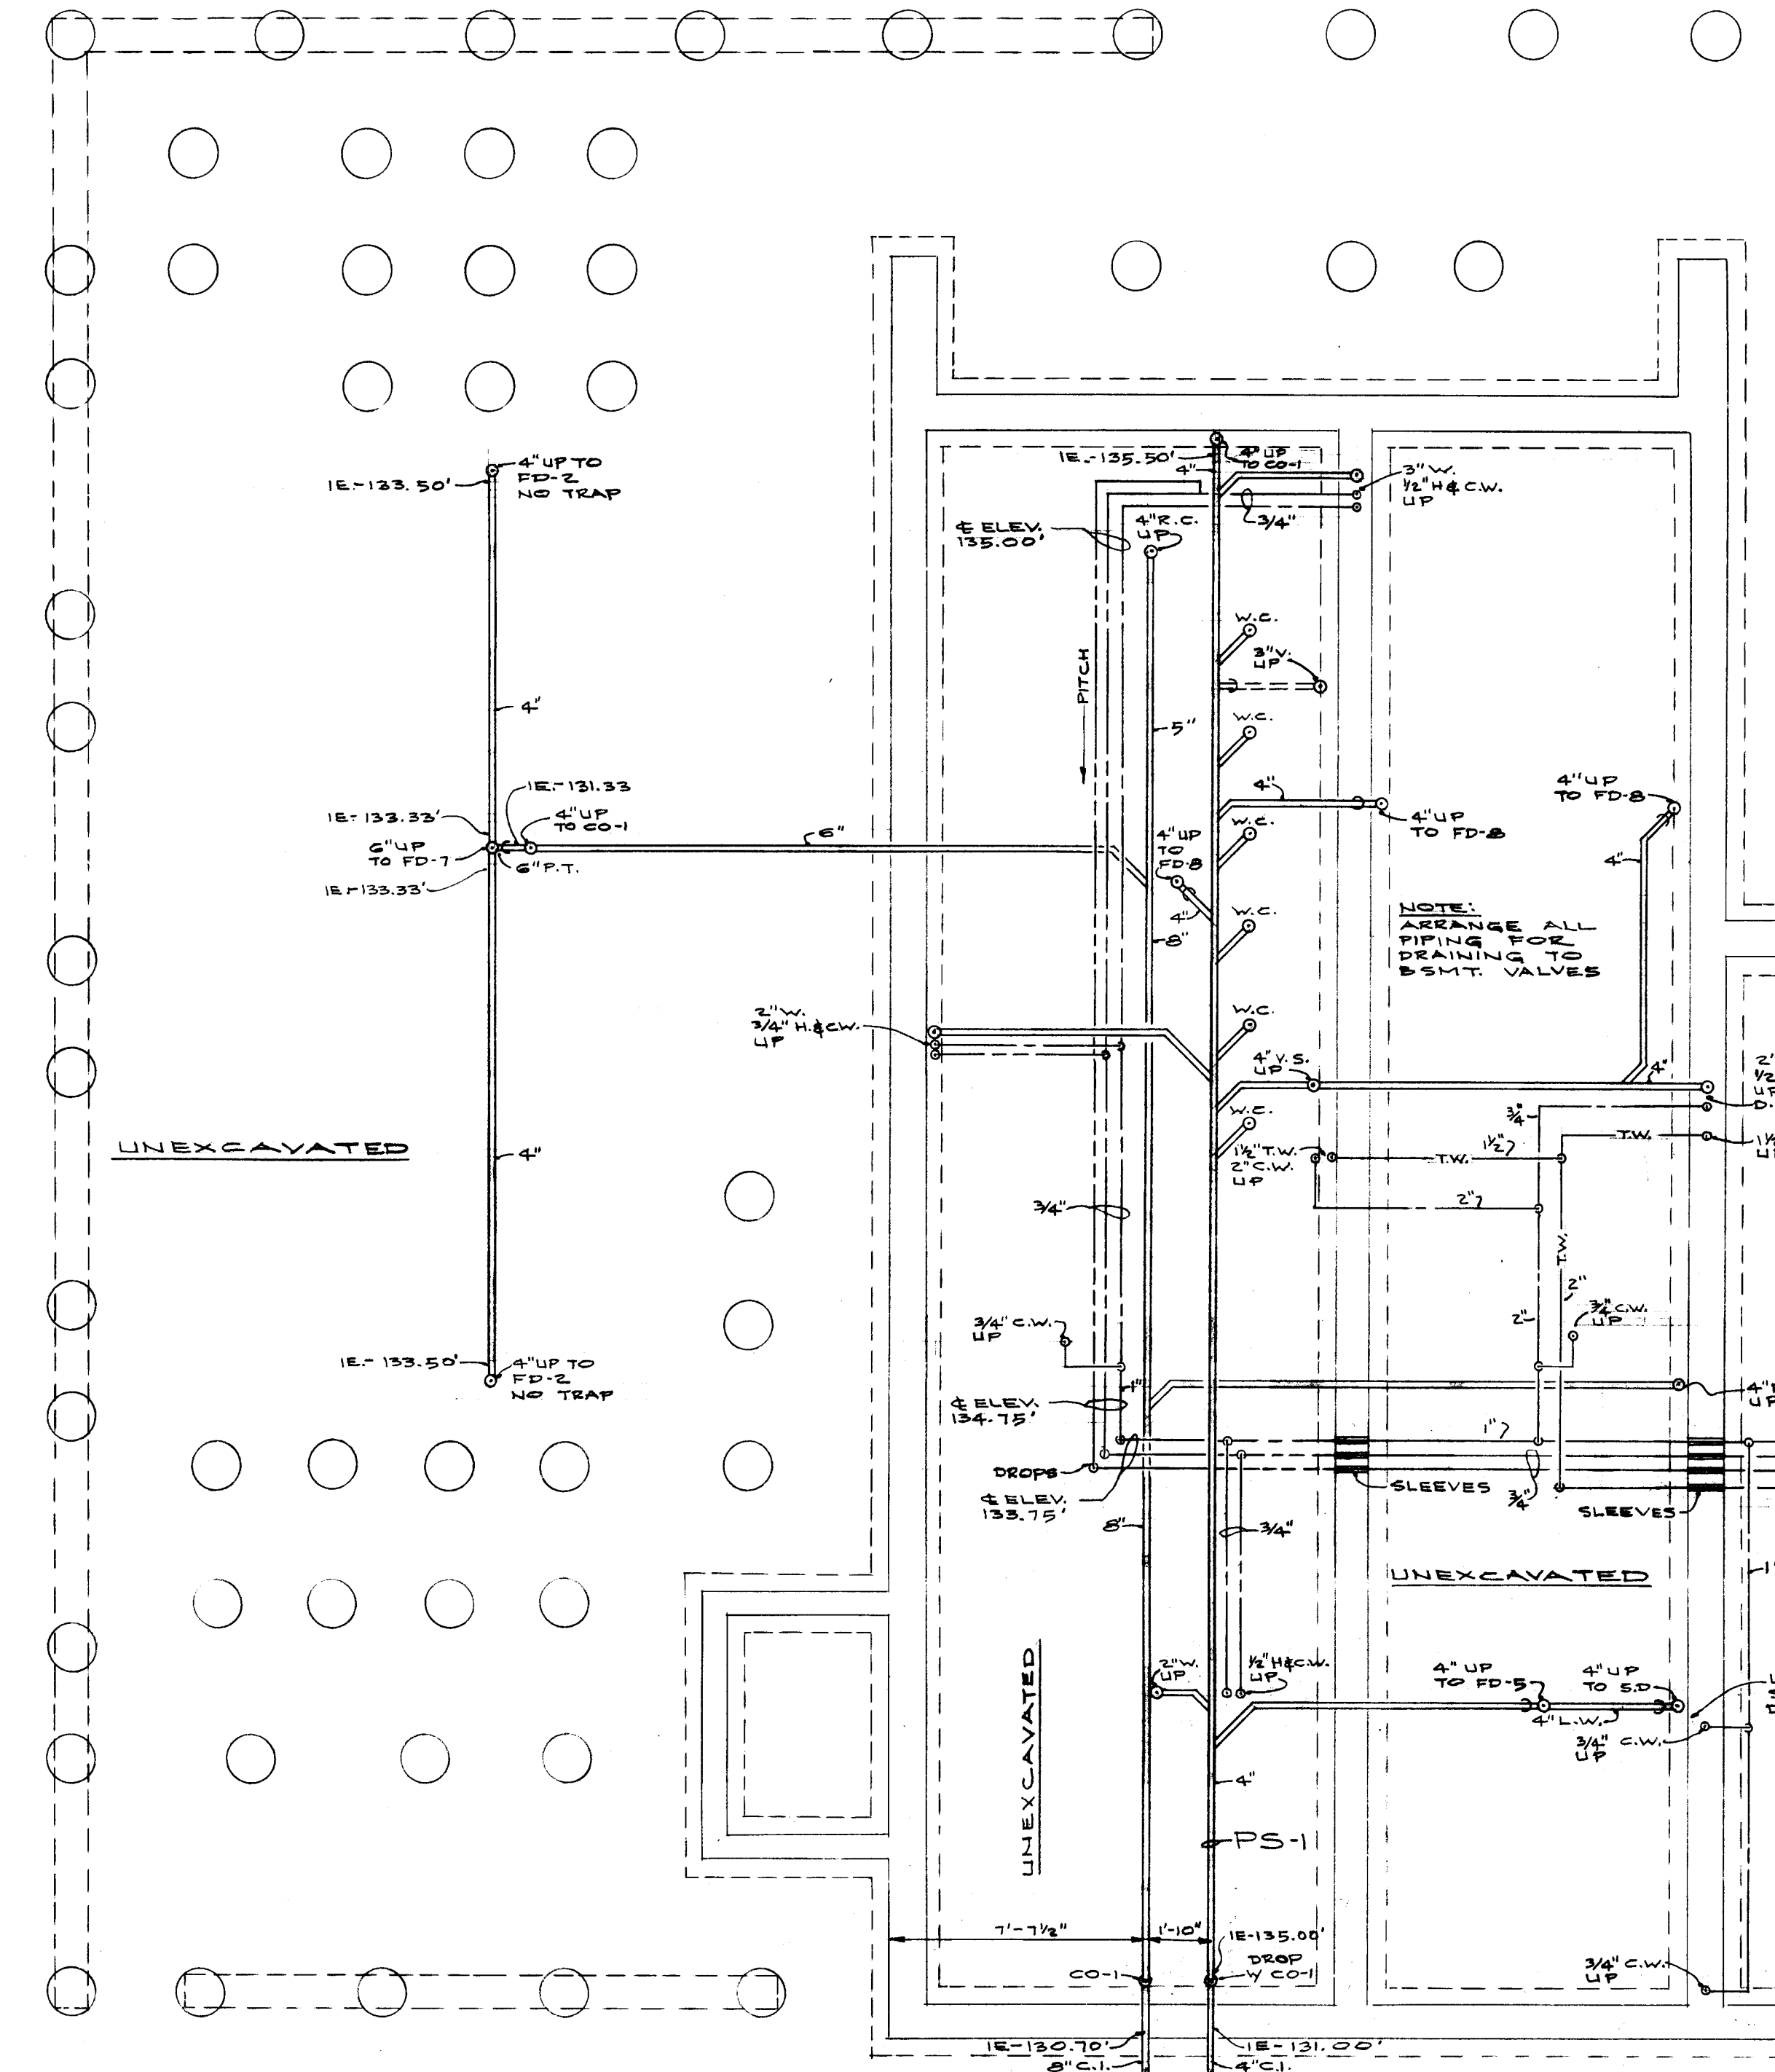 4" UP TO
FD-2
NO TRAP
IE.-133.50'
4"
IE.-131.33
IE.-133.33'
4" UP
TO CO-1
6" UP
TO FD-7
6" P.T.
IE.-133.33'
6"
UNEXCAVATED
4"
IE.-133.50'
4" UP TO
FD-2
NO TRAP
IE.-135.50'
4"
4" UP
TO CO-1
3" W.
1/2" H & C.W.
UP
3/4"
℄ ELEV.
135.00'
4" R.C.
UP
PITCH
W.C.
3" V.
UP
5"
W.C.
4"
4" UP
TO FD-8
4" UP
TO FD-8
W.C.
4" UP
TO
FD-8
4"
4"
8"
W.C.
NOTE:
ARRANGE ALL
PIPING FOR
DRAINING TO
BSMT. VALVES
2" W.
3/4" H. & C.W.
UP
W.C.
4" V.S.
UP
4"
W.C.
3/4"
D.
T.W.
1 1/2" T.W.
2" C.W.
UP
T.W.
1 1/2"
2"
3/4"
T.W.
2"
2"
3/4" C.W.
UP
3/4" C.W.
UP
1"
℄ ELEV.
134.75'
4"
UP
1"
DROPS
℄ ELEV.
133.75'
SLEEVES
3/4"
SLEEVES
8"
3/4"
UNEXCAVATED
UNEXCAVATED
2" W.
UP
1/2" H & C.W.
UP
4" UP
TO FD-5
4" UP
TO S.D.
4" L.W.
3/4" C.W.
UP
4"
PS-1
7'-7 1/2"
1'-10"
IE-135.00'
DROP
W/ CO-1
CO-1
3/4" C.W.
UP
IE-130.70'
8" C.I.
IE-131.00'
4" C.I.